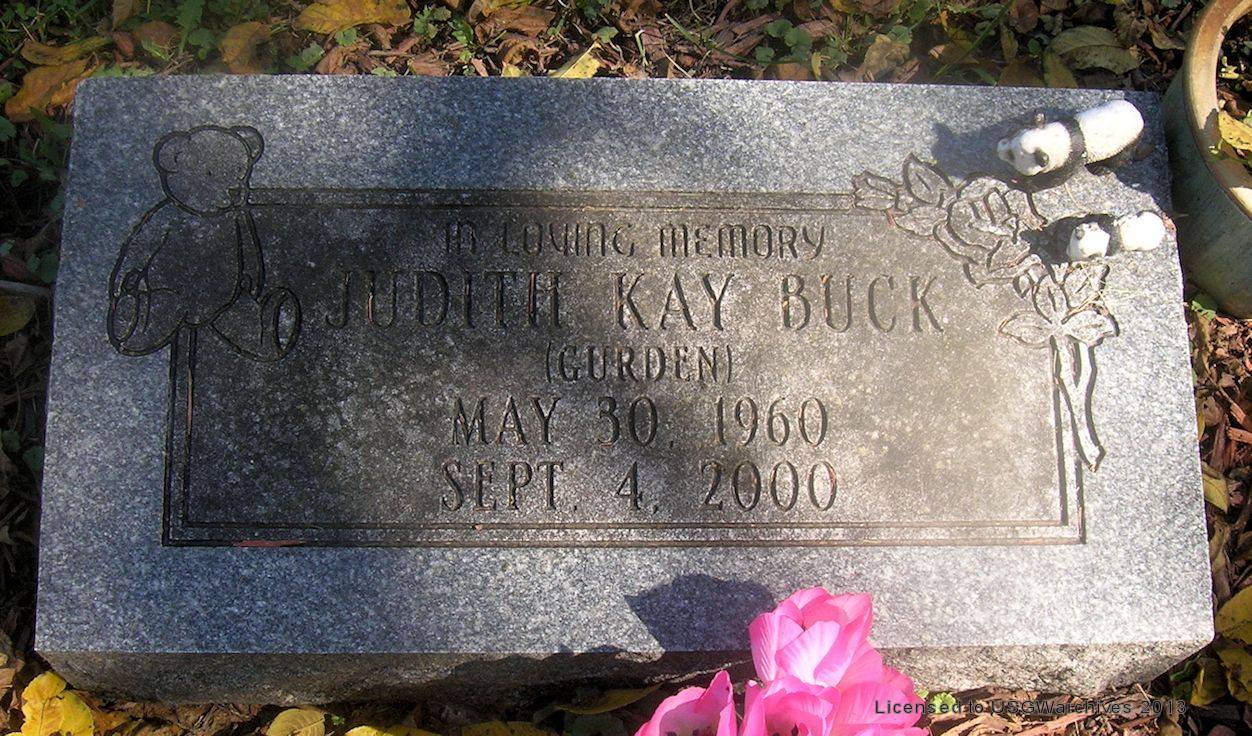 IN LOVING MEMORY
JUDITH KAY BUCK
(GURDEN)
MAY 30, 1960
SEPT. 4, 2000
Licensed to USGWarchives 2013